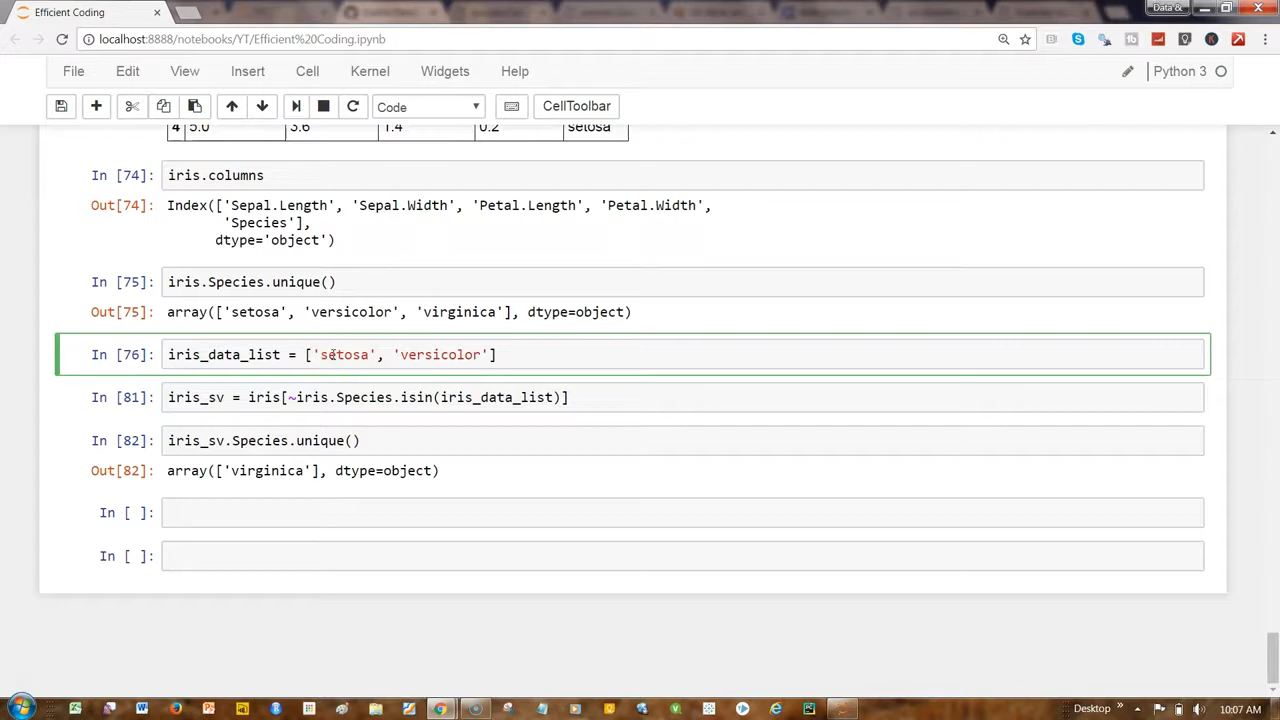 Efficient Coding
Data &
localhost:8888/notebooks/YT/Efficient%20Coding.ipynb
File Edit View Insert Cell Kernel Widgets Help
Python 3
Code
CellToolbar
4 5.0 3.6 1.4 0.2 setosa
In [74]: iris.columns
Out[74]: Index(['Sepal.Length', 'Sepal.Width', 'Petal.Length', 'Petal.Width',
'Species'],
dtype='object')
In [75]: iris.Species.unique()
Out[75]: array(['setosa', 'versicolor', 'virginica'], dtype=object)
In [76]: iris_data_list = ['setosa', 'versicolor']
In [81]: iris_sv = iris[~iris.Species.isin(iris_data_list)]
In [82]: iris_sv.Species.unique()
Out[82]: array(['virginica'], dtype=object)
In [ ]:
In [ ]:
Desktop
10:07 AM